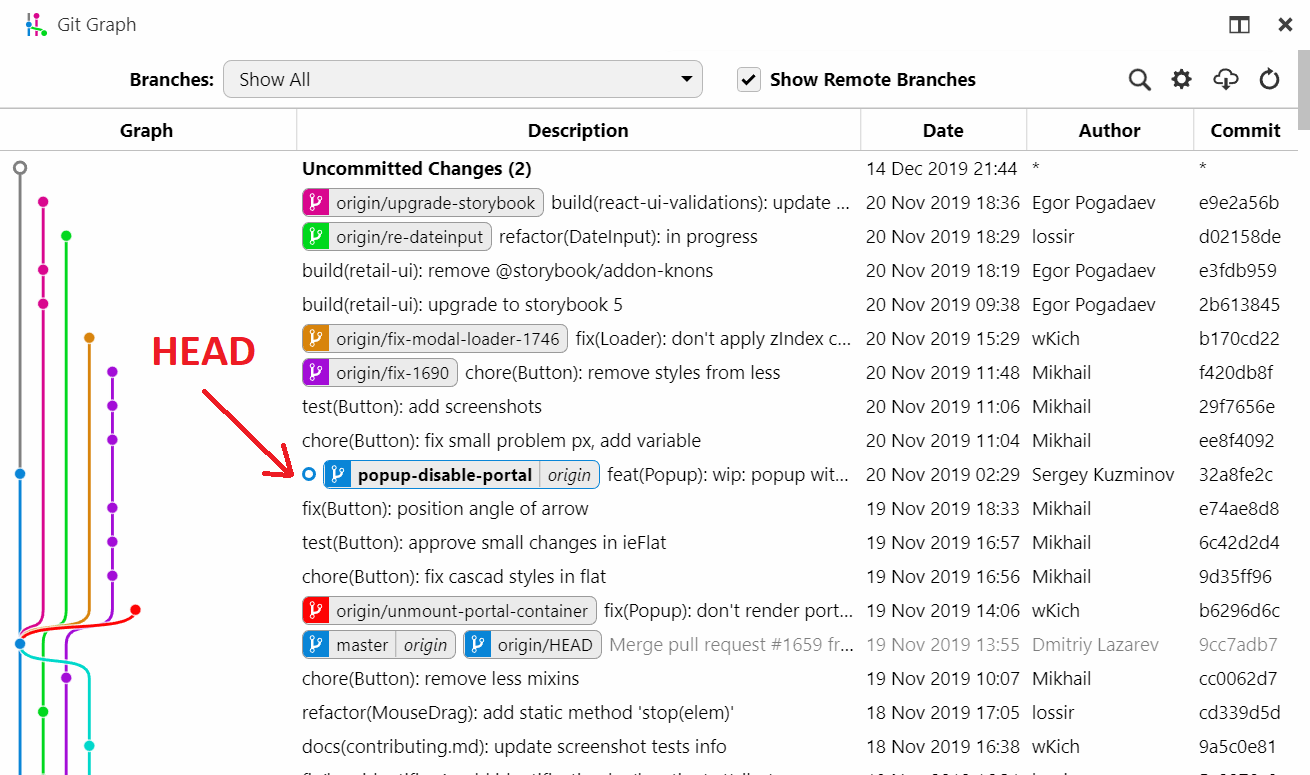 Git Graph
Branches: Show All Show Remote Branches
Graph Description Date Author Commit
Uncommitted Changes (2) 14 Dec 2019 21:44 * *
origin/upgrade-storybook build(react-ui-validations): update ... 20 Nov 2019 18:36 Egor Pogadaev e9e2a56b
origin/re-dateinput refactor(DateInput): in progress 20 Nov 2019 18:29 lossir d02158de
build(retail-ui): remove @storybook/addon-knons 20 Nov 2019 18:19 Egor Pogadaev e3fdb959
build(retail-ui): upgrade to storybook 5 20 Nov 2019 09:38 Egor Pogadaev 2b613845
origin/fix-modal-loader-1746 fix(Loader): don't apply zIndex c... 20 Nov 2019 15:29 wKich b170cd22
HEAD
origin/fix-1690 chore(Button): remove styles from less 20 Nov 2019 11:48 Mikhail f420db8f
test(Button): add screenshots 20 Nov 2019 11:06 Mikhail 29f7656e
chore(Button): fix small problem px, add variable 20 Nov 2019 11:04 Mikhail ee8f4092
popup-disable-portal origin feat(Popup): wip: popup wit... 20 Nov 2019 02:29 Sergey Kuzminov 32a8fe2c
fix(Button): position angle of arrow 19 Nov 2019 18:33 Mikhail e74ae8d8
test(Button): approve small changes in ieFlat 19 Nov 2019 16:57 Mikhail 6c42d2d4
chore(Button): fix cascad styles in flat 19 Nov 2019 16:56 Mikhail 9d35ff96
origin/unmount-portal-container fix(Popup): don't render port... 19 Nov 2019 14:06 wKich b6296d6c
master origin origin/HEAD Merge pull request #1659 fr... 19 Nov 2019 13:55 Dmitriy Lazarev 9cc7adb7
chore(Button): remove less mixins 19 Nov 2019 10:07 Mikhail cc0062d7
refactor(MouseDrag): add static method 'stop(elem)' 18 Nov 2019 17:05 lossir cd339d5d
docs(contributing.md): update screenshot tests info 18 Nov 2019 16:38 wKich 9a5c0e81